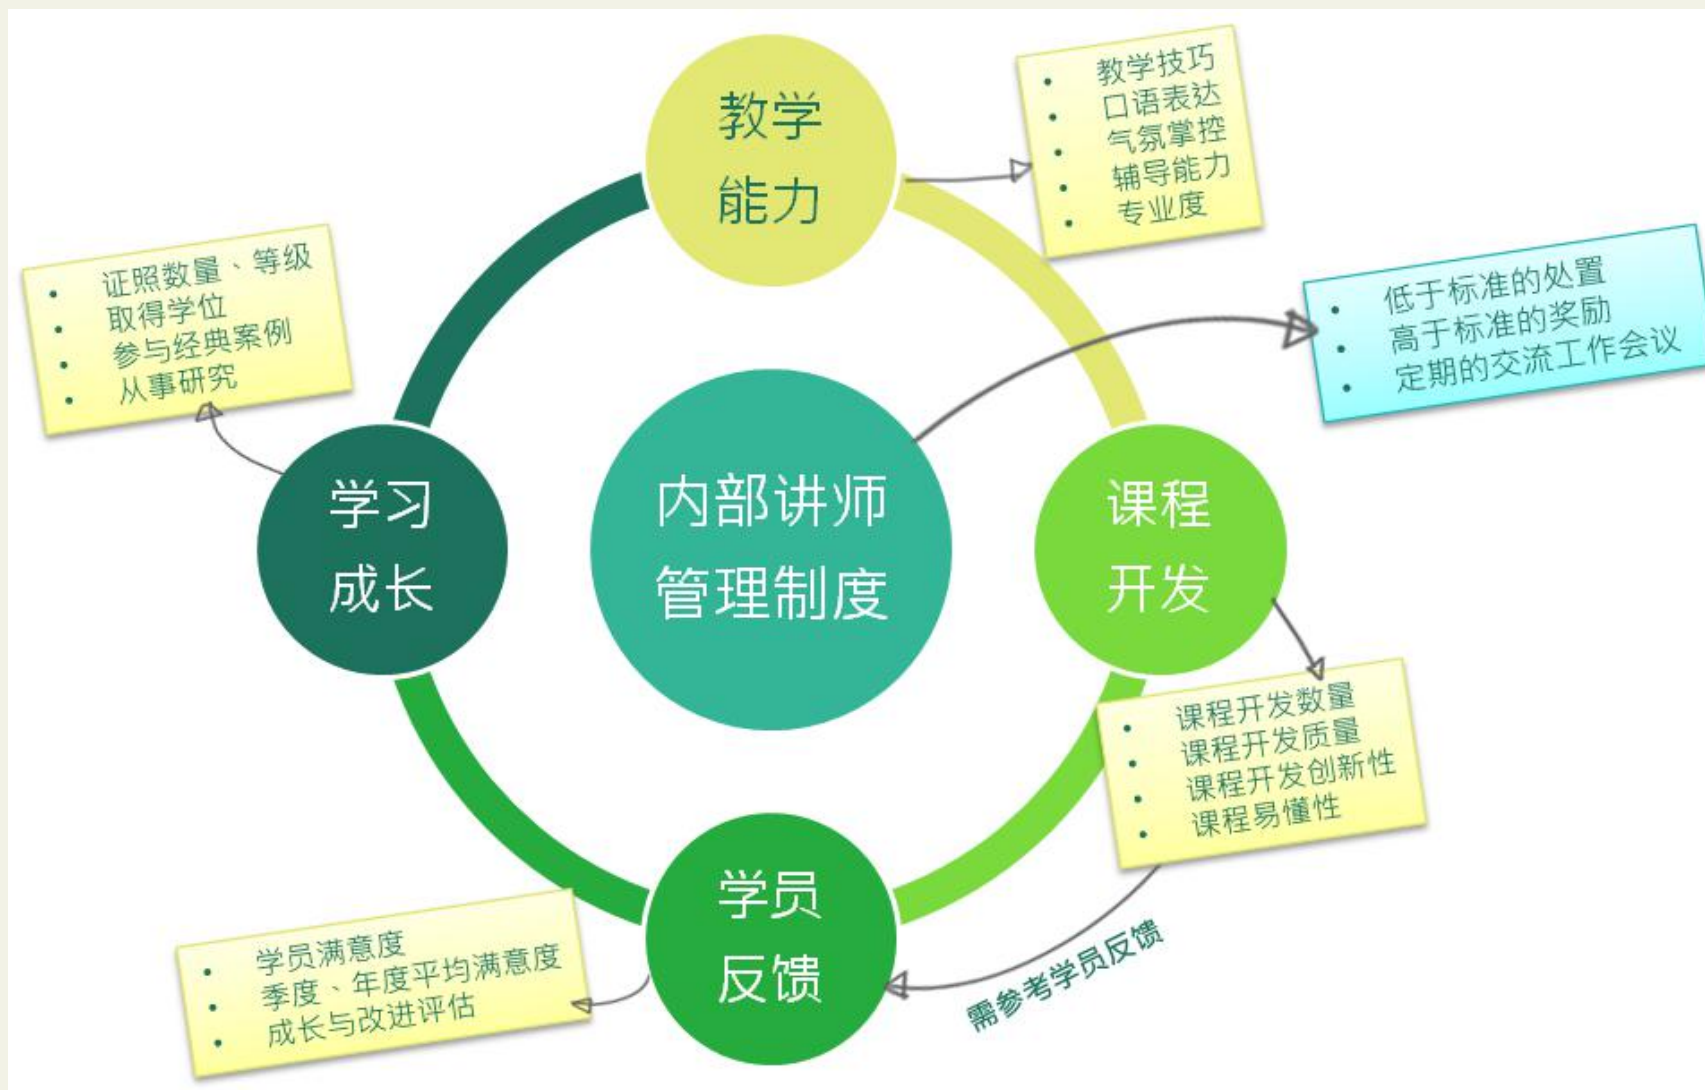 教学
能力
• 教学技巧
• 口语表达
• 气氛掌控
• 辅导能力
• 专业度
• 证照数量、等级
• 取得学位
• 参与经典案例
• 从事研究
• 低于标准的处置
• 高于标准的奖励
• 定期的交流工作会议
学习
成长
内部讲师
管理制度
课程
开发
• 课程开发数量
• 课程开发质量
• 课程开发创新性
• 课程易懂性
学员
反馈
需参考学员反馈
• 学员满意度
• 季度、年度平均满意度
• 成长与改进评估